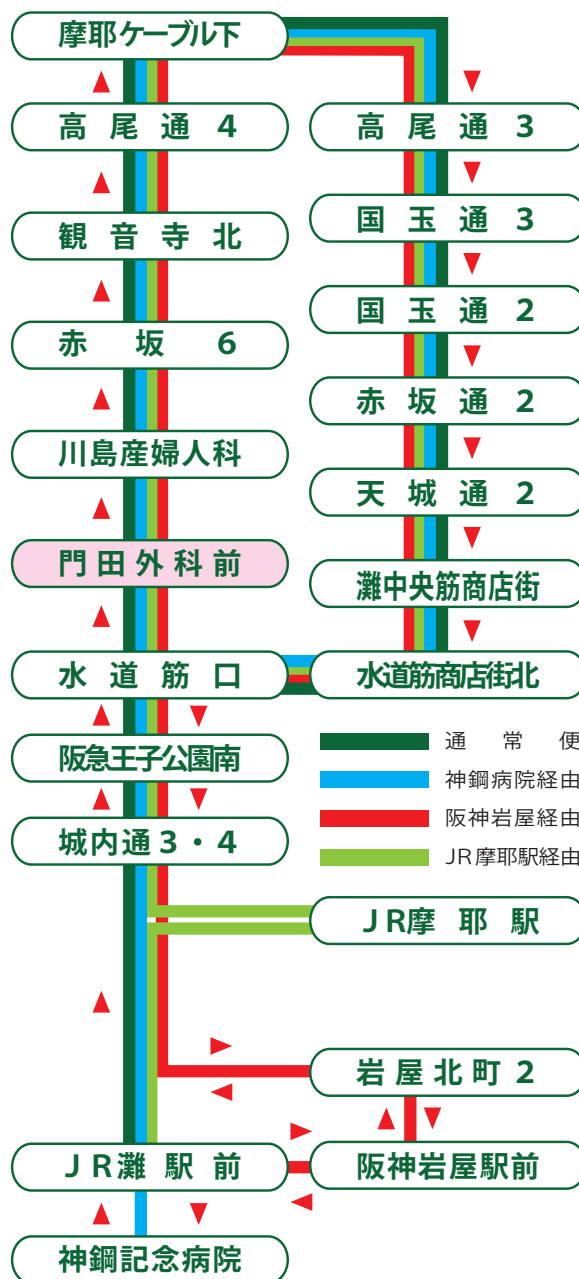 摩耶ケーブル下
高尾通4
高尾通3
観音寺北
国玉通3
赤坂6
国玉通2
川島産婦人科
赤坂通2
門田外科前
天城通2
灘中央筋商店街
水道筋口
水道筋商店街北
阪急王子公園南
城内通3・4
通常便
神鋼病院経由
阪神岩屋経由
JR摩耶駅経由
JR摩耶駅
岩屋北町2
JR灘駅前
阪神岩屋駅前
神鋼記念病院